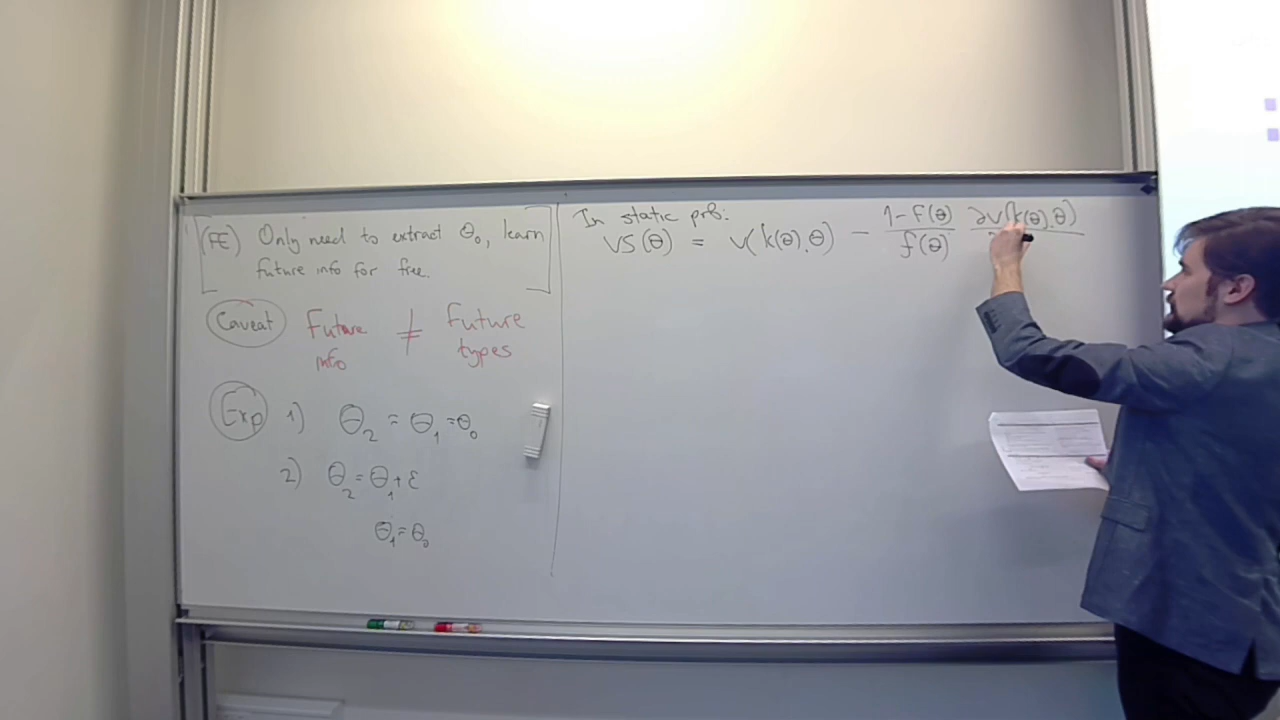 (FE) Only need to extract θ₀, learn
future info for free.
Caveat Future info ≠ Future types
Exp 1) θ₂ = θ₁ = θ₀
2) θ₂ = θ₁ + ε
θ₁ = θ₀
In static prb:
VS(θ) = v(k(θ),θ) − (1−F(θ))/f(θ) ∂v(k(θ),θ)